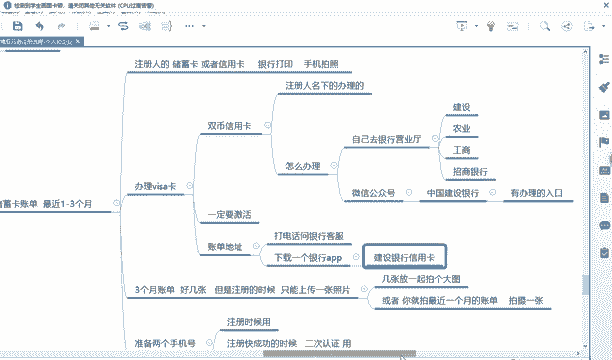 注册人的 储蓄卡 或者信用卡 银行打印 手机拍照
注册人名下的办理的
双币信用卡
建设
农业
自己去银行营业厅
工商
怎么办理
招商银行
办理visa卡
微信公众号
中国建设银行
有办理的入口
蓄卡账单 最近1-3个月
一定要激活
打电话问银行客服
账单地址
下载一个银行app
建设银行信用卡
几张放一起拍个大图
3个月账单 好几张 但是注册的时候 只能上传一张照片
或者 你就拍最近一个月的账单 拍摄一张
注册时候用
准备两个手机号
注册快成功的时候 二次认证 用